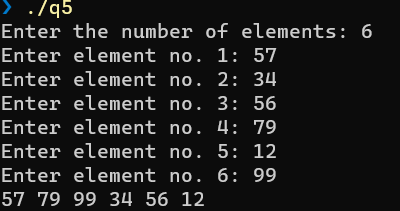 ❯ ./q5
Enter the number of elements: 6
Enter element no. 1: 57
Enter element no. 2: 34
Enter element no. 3: 56
Enter element no. 4: 79
Enter element no. 5: 12
Enter element no. 6: 99
57 79 99 34 56 12